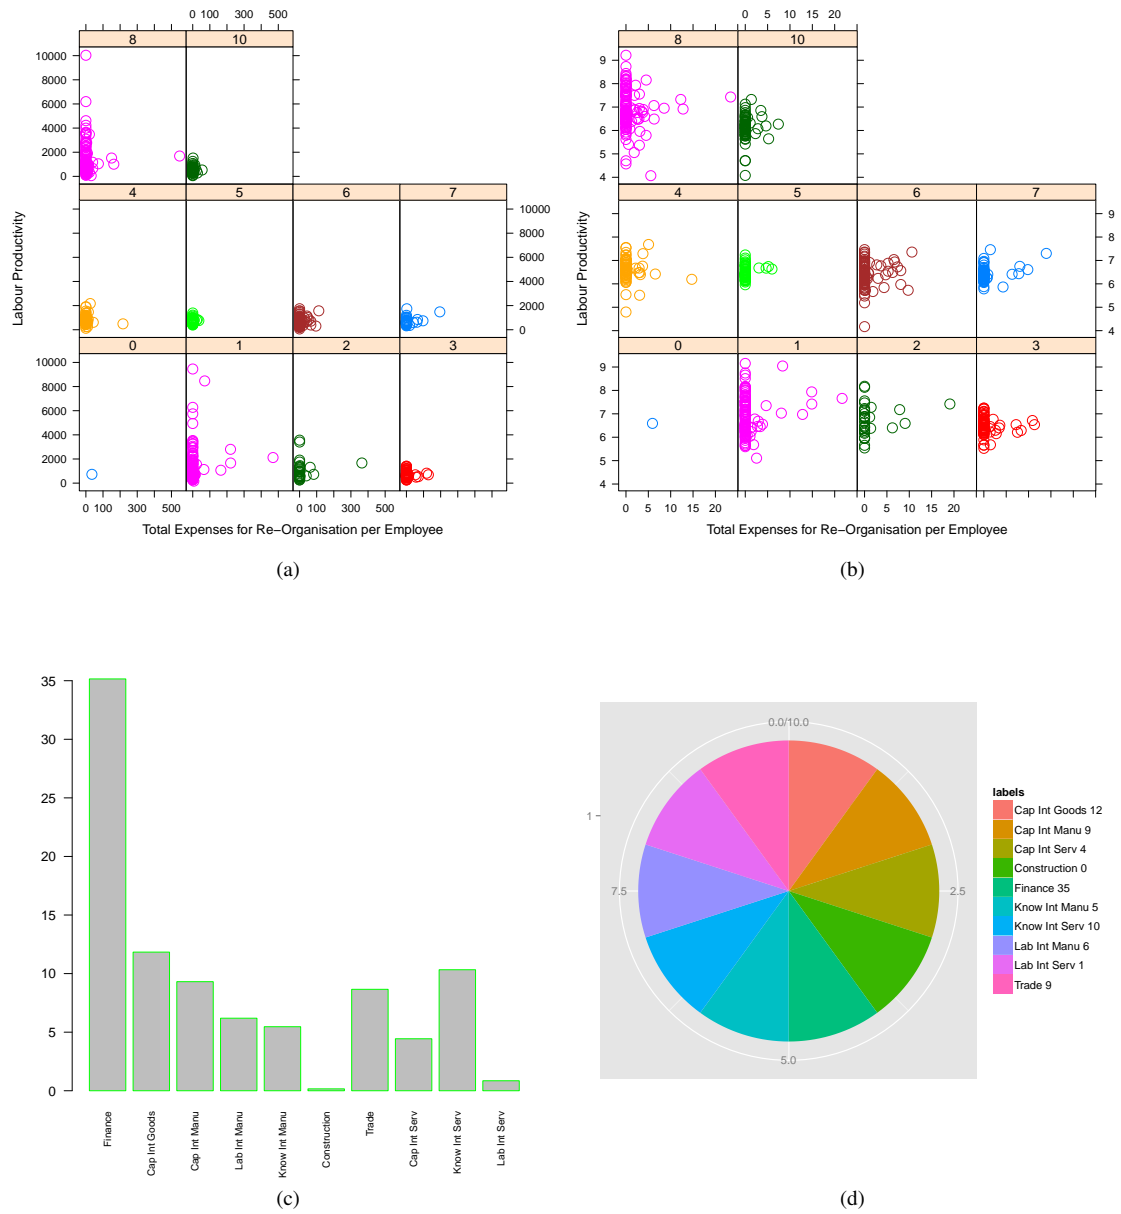 0 100 300 500
8 10
10000
8000
6000
4000
2000
0
4 5 6 7
10000
8000
6000
4000
2000
0
0 1 2 3
10000
8000
6000
4000
2000
0
0 100 300 500 0 100 300 500
Labour Productivity
Total Expenses for Re−Organisation per Employee
(a)
0 5 10 20
8 10
9
8
7
6
5
4
4 5 6 7
9
8
7
6
5
4
0 1 2 3
9
8
7
6
5
4
0 5 10 20 0 5 10 20
Labour Productivity
Total Expenses for Re−Organisation per Employee
(b)
35
30
25
20
15
10
5
0
Finance
Cap Int Goods
Cap Int Manu
Lab Int Manu
Know Int Manu
Construction
Trade
Cap Int Serv
Know Int Serv
Lab Int Serv
(c)
0.0/10.0
1
7.5
2.5
5.0
labels
Cap Int Goods 12
Cap Int Manu 9
Cap Int Serv 4
Construction 0
Finance 35
Know Int Manu 5
Know Int Serv 10
Lab Int Manu 6
Lab Int Serv 1
Trade 9
(d)